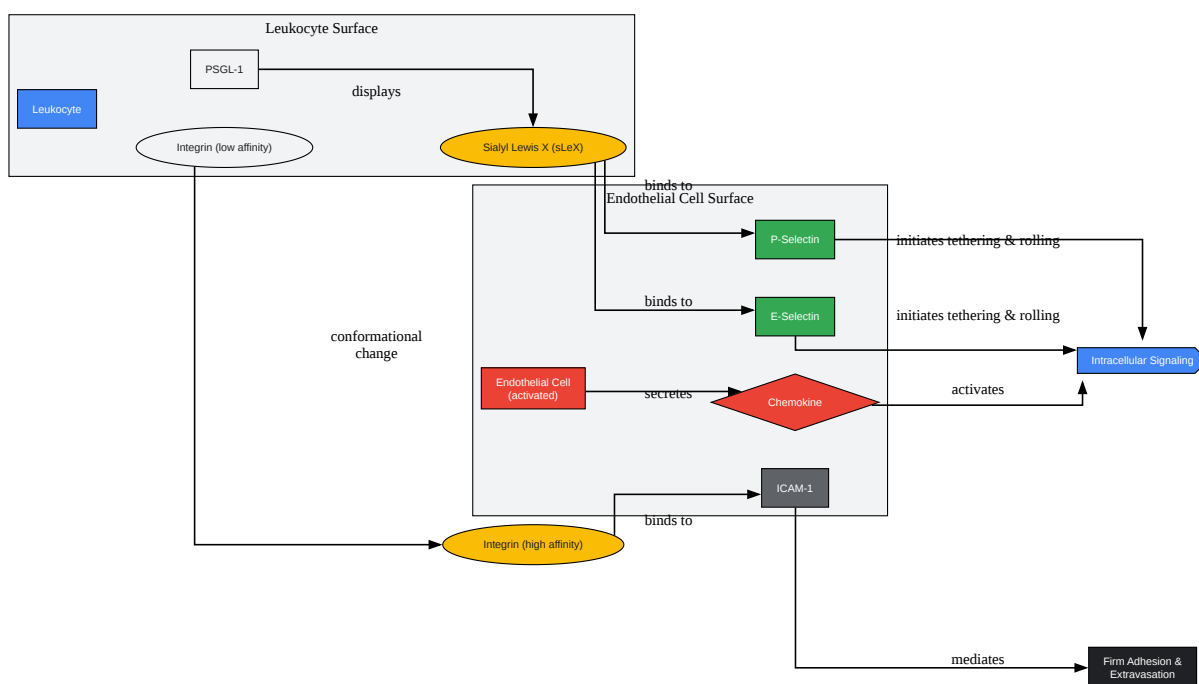 Leukocyte Surface
PSGL-1
displays
Leukocyte
Integrin (low affinity)
Sialyl Lewis X (sLeX)
binds to
Endothelial Cell Surface
P-Selectin
initiates tethering & rolling
binds to
E-Selectin
initiates tethering & rolling
conformational
change
Intracellular Signaling
Endothelial Cell
(activated)
secretes
Chemokine
activates
ICAM-1
binds to
Integrin (high affinity)
mediates
Firm Adhesion &
Extravasation